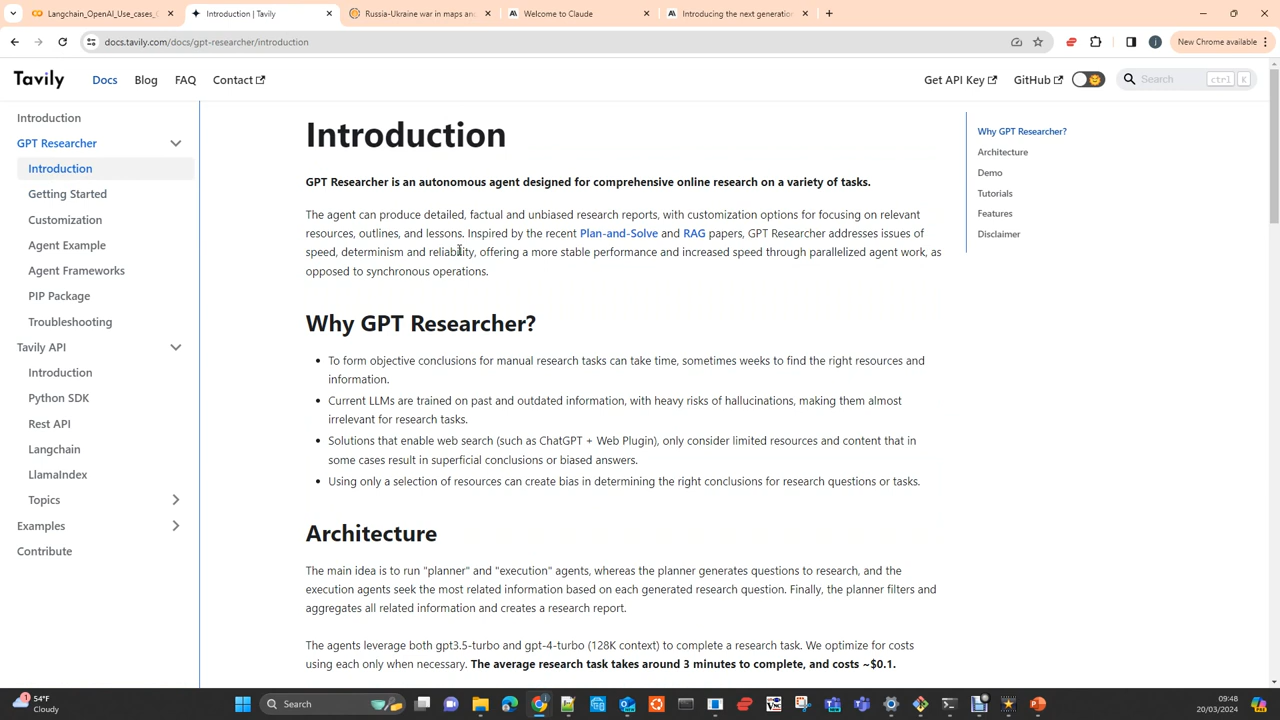 Langchain_OpenAI_Use_cases_
Introduction | Tavily
Russia-Ukraine war in maps an
Welcome to Claude
Introducing the next generation
docs.tavily.com/docs/gpt-researcher/introduction
New Chrome available
Tavily
Docs
Blog
FAQ
Contact
Get API Key
GitHub
Search
ctrl K
Introduction
GPT Researcher
Introduction
Getting Started
Customization
Agent Example
Agent Frameworks
PIP Package
Troubleshooting
Tavily API
Introduction
Python SDK
Rest API
Langchain
LlamaIndex
Topics
Examples
Contribute
Introduction
GPT Researcher is an autonomous agent designed for comprehensive online research on a variety of tasks.
The agent can produce detailed, factual and unbiased research reports, with customization options for focusing on relevant
resources, outlines, and lessons. Inspired by the recent Plan-and-Solve and RAG papers, GPT Researcher addresses issues of
speed, determinism and reliability, offering a more stable performance and increased speed through parallelized agent work, as
opposed to synchronous operations.
Why GPT Researcher?
To form objective conclusions for manual research tasks can take time, sometimes weeks to find the right resources and
information.
Current LLMs are trained on past and outdated information, with heavy risks of hallucinations, making them almost
irrelevant for research tasks.
Solutions that enable web search (such as ChatGPT + Web Plugin), only consider limited resources and content that in
some cases result in superficial conclusions or biased answers.
Using only a selection of resources can create bias in determining the right conclusions for research questions or tasks.
Architecture
The main idea is to run "planner" and "execution" agents, whereas the planner generates questions to research, and the
execution agents seek the most related information based on each generated research question. Finally, the planner filters and
aggregates all related information and creates a research report.
The agents leverage both gpt3.5-turbo and gpt-4-turbo (128K context) to complete a research task. We optimize for costs
using each only when necessary. The average research task takes around 3 minutes to complete, and costs ~$0.1.
Why GPT Researcher?
Architecture
Demo
Tutorials
Features
Disclaimer
1
54°F
Cloudy
Search
09:48
20/03/2024